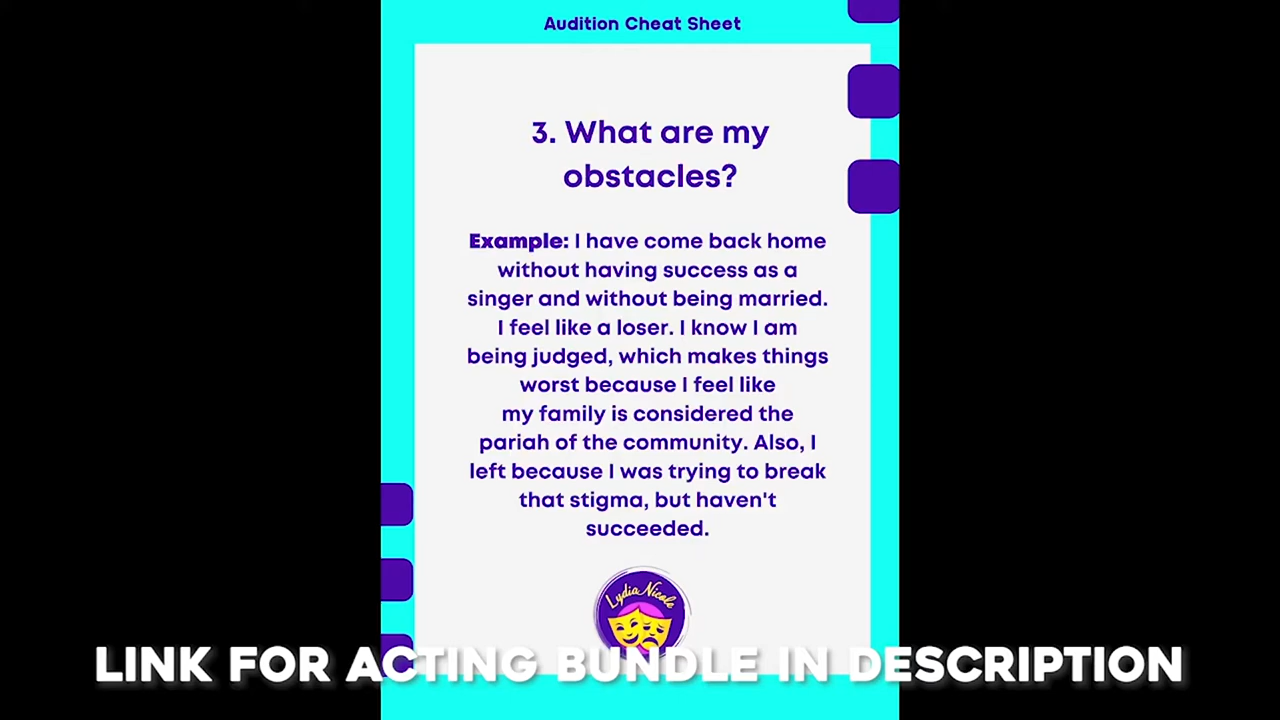 Audition Cheat Sheet
3. What are my
obstacles?
Example: I have come back home
without having success as a
singer and without being married.
I feel like a loser. I know I am
being judged, which makes things
worst because I feel like
my family is considered the
pariah of the community. Also, I
left because I was trying to break
that stigma, but haven't
succeeded.
Lydia Nicole
LINK FOR ACTING BUNDLE IN DESCRIPTION